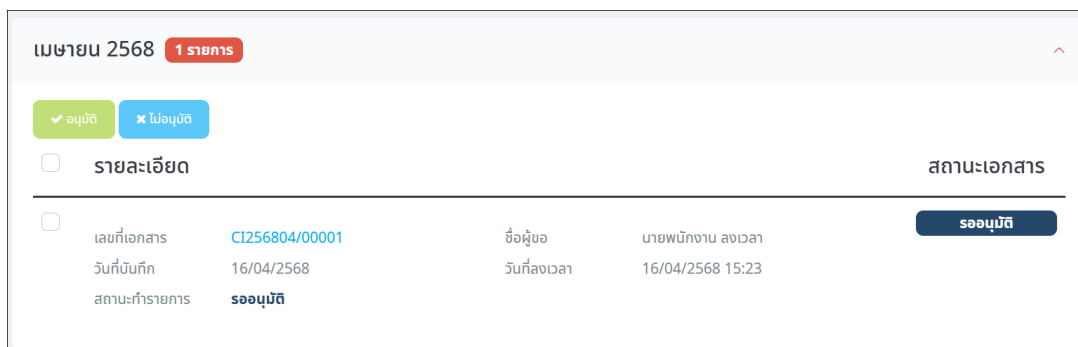 เมษายน 2568 1 รายการ
อนุมัติ ไม่อนุมัติ
รายละเอียด สถานะเอกสาร
รออนุมัติ
เลขที่เอกสาร CI256804/00001 ชื่อผู้ขอ นายพนักงาน ลงเวลา
วันที่บันทึก 16/04/2568 วันที่ลงเวลา 16/04/2568 15:23
สถานะทำรายการ รออนุมัติ